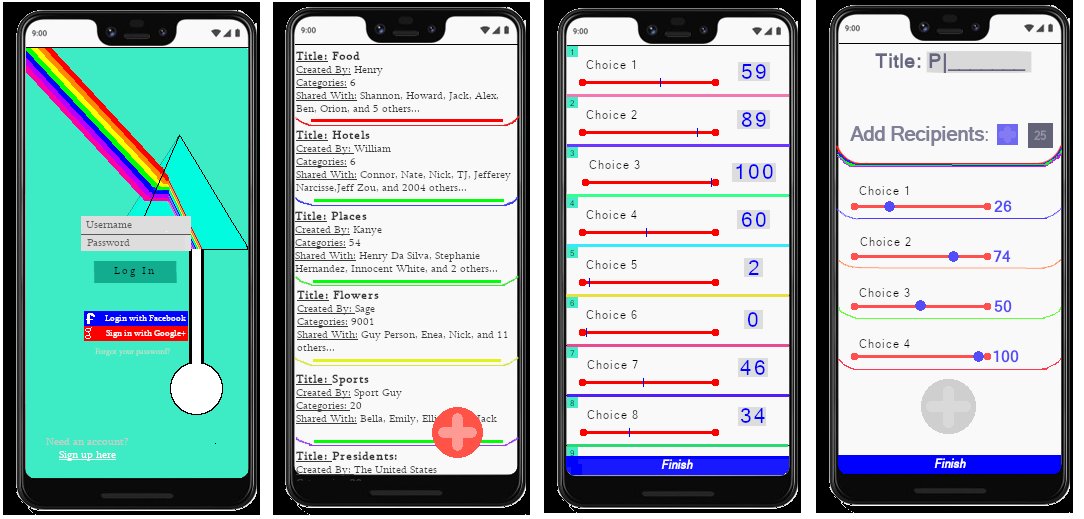 9:00
Username
Password
Log In
Login with Facebook
Sign in with Google+
Forgot your password?
Need an account?
Sign up here
9:00
Title: Food
Created By: Henry
Categories: 6
Shared With: Shannon, Howard, Jack, Alex,
Ben, Orion, and 5 others...
Title: Hotels
Created By: William
Categories: 6
Shared With: Connor, Nate, Nick, TJ, Jefferey
Narcisse,Jeff Zou, and 2004 others...
Title: Places
Created By: Kanye
Categories: 54
Shared With: Henry Da Silva, Stephanie
Hernandez, Innocent White, and 2 others...
Title: Flowers
Created By: Sage
Categories: 9001
Shared With: Guy Person, Enea, Nick, and 11
others...
Title: Sports
Created By: Sport Guy
Categories: 20
Shared With: Bella, Emily, Jack
Title: Presidents:
Created By: The United States
9:00
1
Choice 1
59
2
Choice 2
89
3
Choice 3
100
4
Choice 4
60
5
Choice 5
2
6
Choice 6
0
7
Choice 7
46
8
Choice 8
34
9
Finish
9:00
Title: P|________
Add Recipients:
25
Choice 1
26
Choice 2
74
Choice 3
50
Choice 4
100
Finish